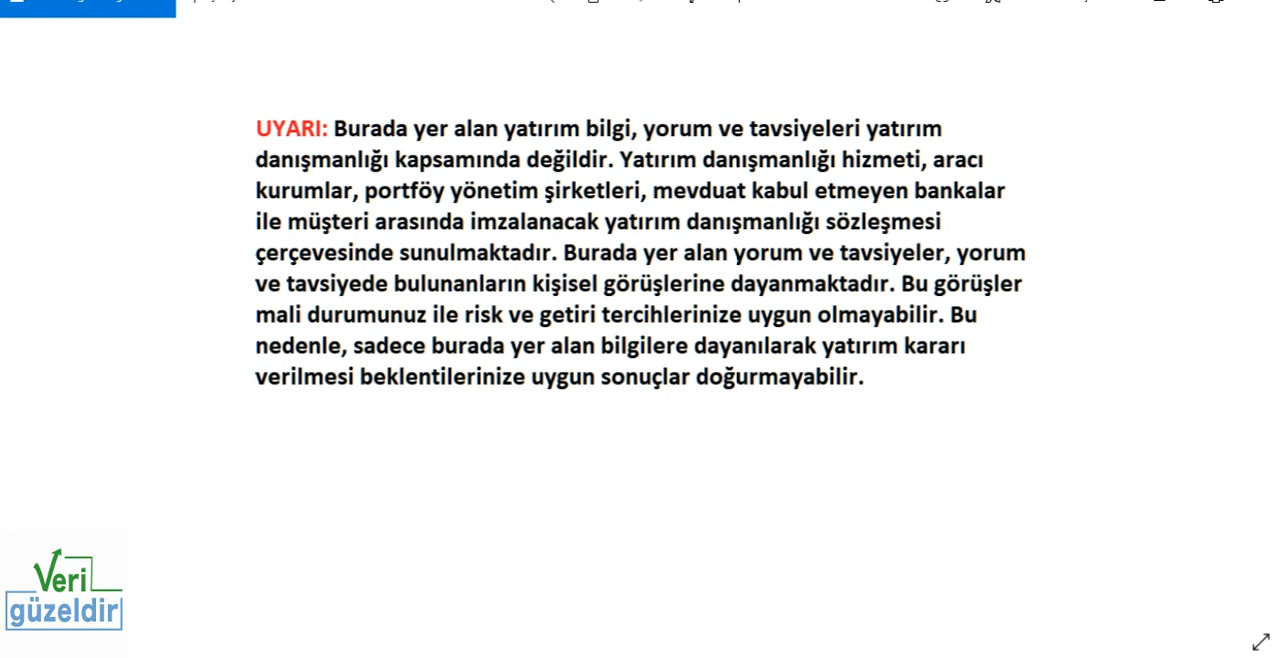 UYARI: Burada yer alan yatırım bilgi, yorum ve tavsiyeleri yatırım
danışmanlığı kapsamında değildir. Yatırım danışmanlığı hizmeti, aracı
kurumlar, portföy yönetim şirketleri, mevduat kabul etmeyen bankalar
ile müşteri arasında imzalanacak yatırım danışmanlığı sözleşmesi
çerçevesinde sunulmaktadır. Burada yer alan yorum ve tavsiyeler, yorum
ve tavsiyede bulunanların kişisel görüşlerine dayanmaktadır. Bu görüşler
mali durumunuz ile risk ve getiri tercihlerinize uygun olmayabilir. Bu
nedenle, sadece burada yer alan bilgilere dayanılarak yatırım kararı
verilmesi beklentilerinize uygun sonuçlar doğurmayabilir.
Veri
güzeldir